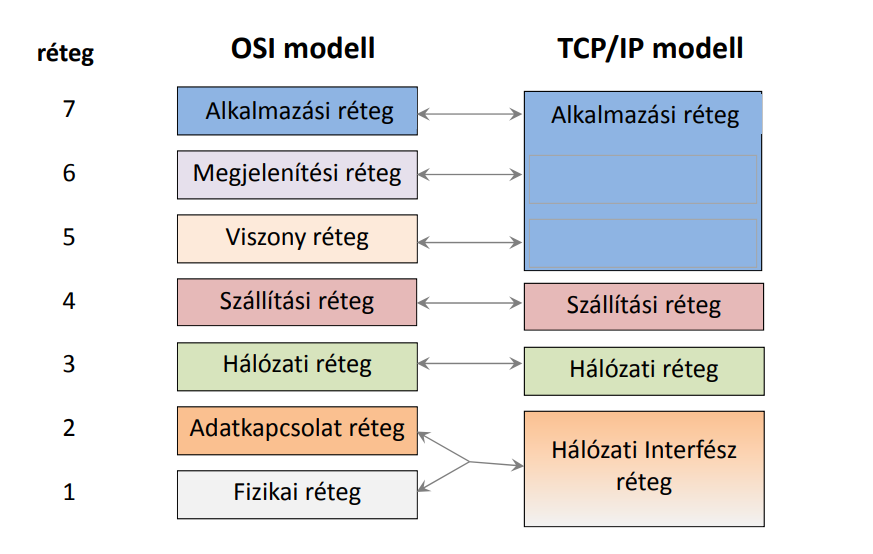 réteg OSI modell TCP/IP modell
7 Alkalmazási réteg Alkalmazási réteg
6 Megjelenítési réteg
5 Viszony réteg
4 Szállítási réteg Szállítási réteg
3 Hálózati réteg Hálózati réteg
2 Adatkapcsolat réteg
Hálózati Interfész
réteg
1 Fizikai réteg